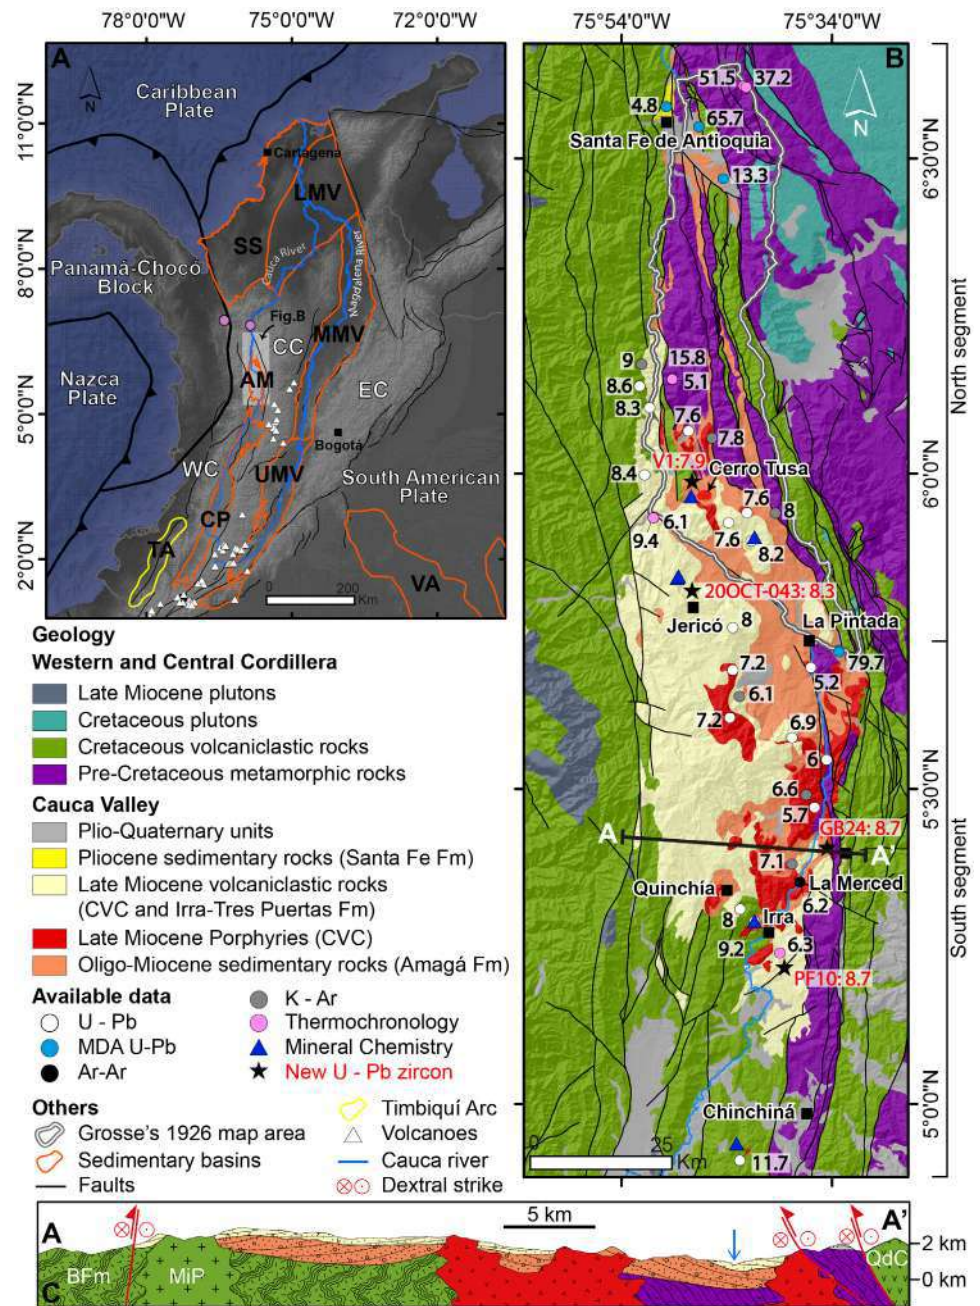 78°0'0"W 75°0'0"W 72°0'0"W
75°54'0"W 75°34'0"W
A
N
Caribbean
Plate
Cartagena
LMV
SS
Cauca River
Magdalena River
Panamá-Chocó
Block
Fig.B
CC
MMV
Nazca
Plate
AM
EC
Bogotá
WC
UMV
South American
Plate
CP
TA
VA
0 200
Km
11°0'0"N
8°0'0"N
5°0'0"N
2°0'0"N
B
N
51.5 37.2
4.8
65.7
Santa Fe de Antioquia
13.3
9 15.8
8.6 5.1
8.3
7.6
7.8
V1:7.9
Cerro Tusa
8.4
7.6
8
6.1
9.4
7.6
8.2
20OCT-043: 8.3
Jericó
8
La Pintada
79.7
7.2
5.2
6.1
7.2
6.9
6
6.6
5.7
GB24: 8.7
A A'
7.1
Quinchía
La Merced
6.2
8
Irra
9.2
6.3
PF10: 8.7
Chinchiná
11.7
0 25
Km
6°30'0"N
6°0'0"N
5°30'0"N
5°0'0"N
North segment
South segment
Geology
Western and Central Cordillera
Late Miocene plutons
Cretaceous plutons
Cretaceous volcaniclastic rocks
Pre-Cretaceous metamorphic rocks
Cauca Valley
Plio-Quaternary units
Pliocene sedimentary rocks (Santa Fe Fm)
Late Miocene volcaniclastic rocks
(CVC and Irra-Tres Puertas Fm)
Late Miocene Porphyries (CVC)
Oligo-Miocene sedimentary rocks (Amagá Fm)
Available data
U - Pb
MDA U-Pb
Ar-Ar
K - Ar
Thermochronology
Mineral Chemistry
New U - Pb zircon
Others
Grosse's 1926 map area
Sedimentary basins
Faults
Timbiquí Arc
Volcanoes
Cauca river
Dextral strike
A 5 km A'
QdC
2 km
BFm MiP
0 km
C